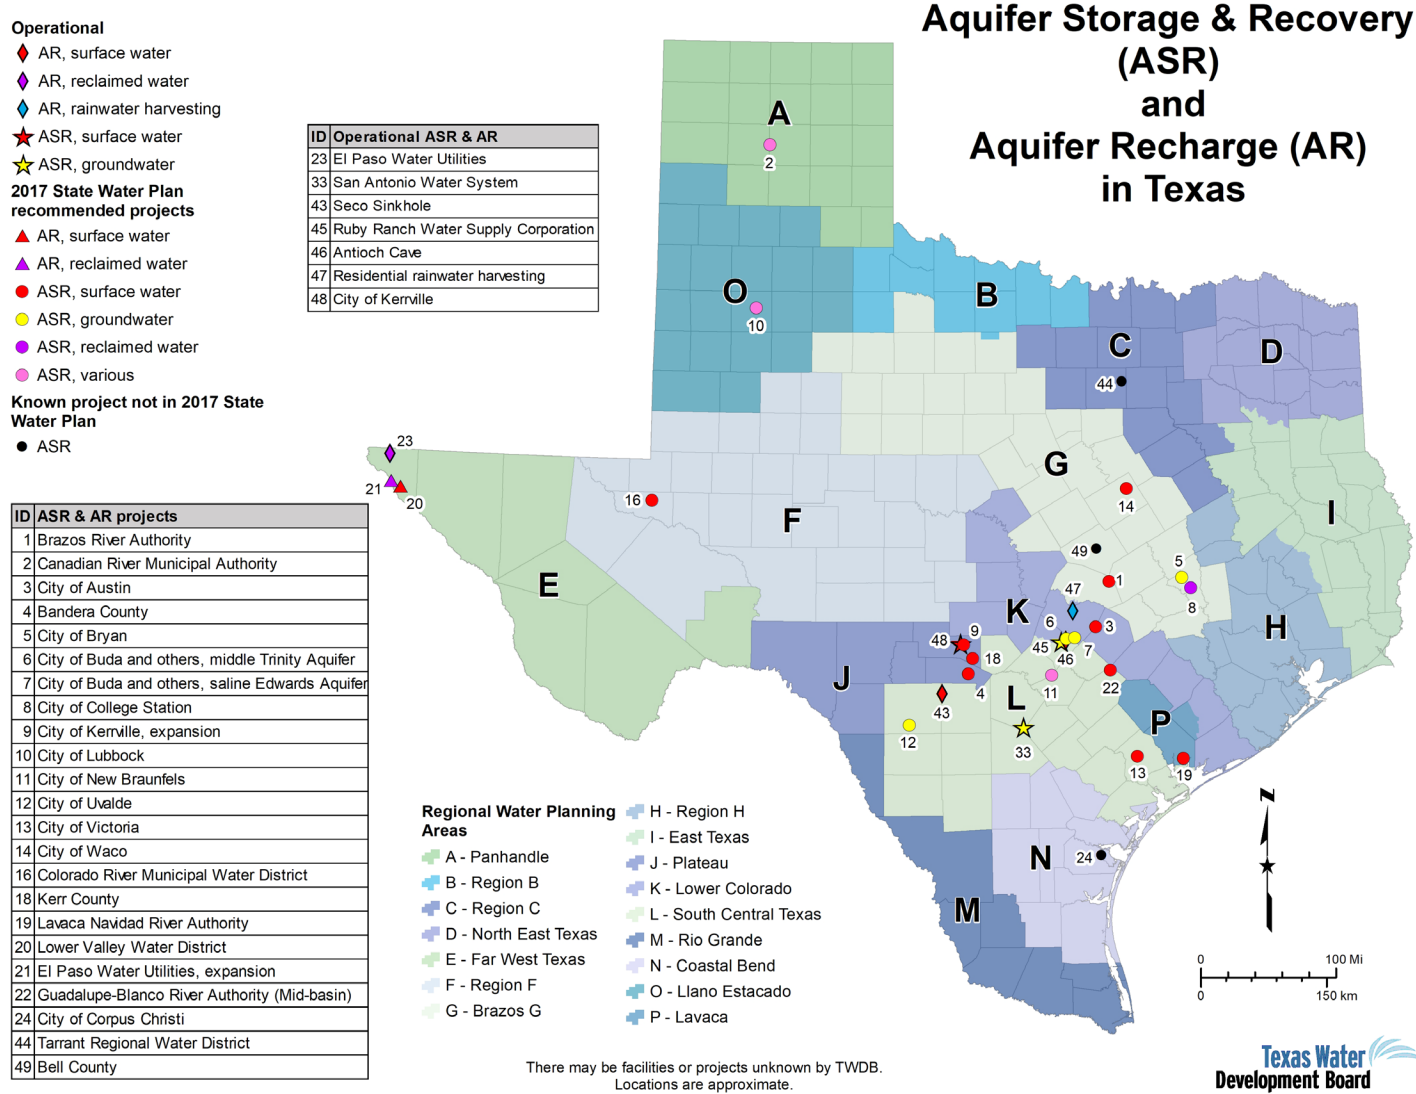 Aquifer Storage & Recovery
(ASR)
and
Aquifer Recharge (AR)
in Texas
Operational
AR, surface water
AR, reclaimed water
AR, rainwater harvesting
ASR, surface water
ASR, groundwater
2017 State Water Plan
recommended projects
AR, surface water
AR, reclaimed water
ASR, surface water
ASR, groundwater
ASR, reclaimed water
ASR, various
Known project not in 2017 State
Water Plan
ASR
ID Operational ASR & AR
23 El Paso Water Utilities
33 San Antonio Water System
43 Seco Sinkhole
45 Ruby Ranch Water Supply Corporation
46 Antioch Cave
47 Residential rainwater harvesting
48 City of Kerrville
ID ASR & AR projects
1 Brazos River Authority
2 Canadian River Municipal Authority
3 City of Austin
4 Bandera County
5 City of Bryan
6 City of Buda and others, middle Trinity Aquifer
7 City of Buda and others, saline Edwards Aquifer
8 City of College Station
9 City of Kerrville, expansion
10 City of Lubbock
11 City of New Braunfels
12 City of Uvalde
13 City of Victoria
14 City of Waco
16 Colorado River Municipal Water District
18 Kerr County
19 Lavaca Navidad River Authority
20 Lower Valley Water District
21 El Paso Water Utilities, expansion
22 Guadalupe-Blanco River Authority (Mid-basin)
24 City of Corpus Christi
44 Tarrant Regional Water District
49 Bell County
A
2
O
10
B
C
44
D
23
21
20
16
F
G
14
I
49
5
1
8
E
47
K
6
3
H
9
48
45
46
7
18
J
4
11
22
L
43
P
12
33
13
19
N
24
M
Regional Water Planning
Areas
A - Panhandle
B - Region B
C - Region C
D - North East Texas
E - Far West Texas
F - Region F
G - Brazos G
H - Region H
I - East Texas
J - Plateau
K - Lower Colorado
L - South Central Texas
M - Rio Grande
N - Coastal Bend
O - Llano Estacado
P - Lavaca
N
0 100 Mi
0 150 km
There may be facilities or projects unknown by TWDB.
Locations are approximate.
Texas Water
Development Board